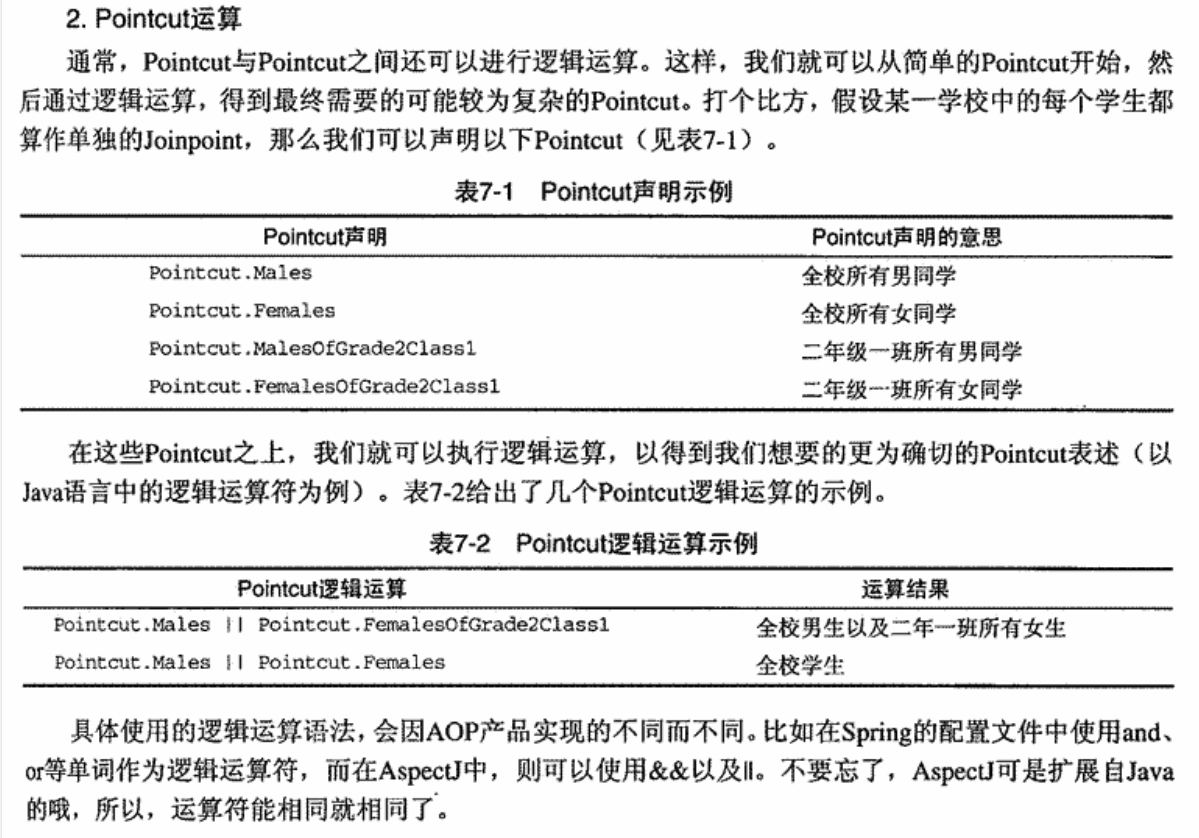 2. Pointcut运算
通常，Pointcut与Pointcut之间还可以进行逻辑运算。这样，我们就可以从简单的Pointcut开始，然
后通过逻辑运算，得到最终需要的可能较为复杂的Pointcut。打个比方，假设某一学校中的每个学生都
算作单独的Joinpoint，那么我们可以声明以下Pointcut（见表7-1）。
表7-1 Pointcut声明示例
Pointcut声明 Pointcut声明的意思
Pointcut.Males 全校所有男同学
Pointcut.Females 全校所有女同学
Pointcut.MalesOfGrade2Class1 二年级一班所有男同学
Pointcut.FemalesOfGrade2Class1 二年级一班所有女同学
在这些Pointcut之上，我们就可以执行逻辑运算，以得到我们想要的更为确切的Pointcut表述（以
Java语言中的逻辑运算符为例）。表7-2给出了几个Pointcut逻辑运算的示例。
表7-2 Pointcut逻辑运算示例
Pointcut逻辑运算 运算结果
Pointcut.Males || Pointcut.FemalesOfGrade2Class1 全校男生以及二年一班所有女生
Pointcut.Males || Pointcut.Females 全校学生
具体使用的逻辑运算语法，会因AOP产品实现的不同而不同。比如在Spring的配置文件中使用and、
or等单词作为逻辑运算符，而在AspectJ中，则可以使用&&以及||。不要忘了，AspectJ可是扩展自Java
的哦，所以，运算符能相同就相同了。